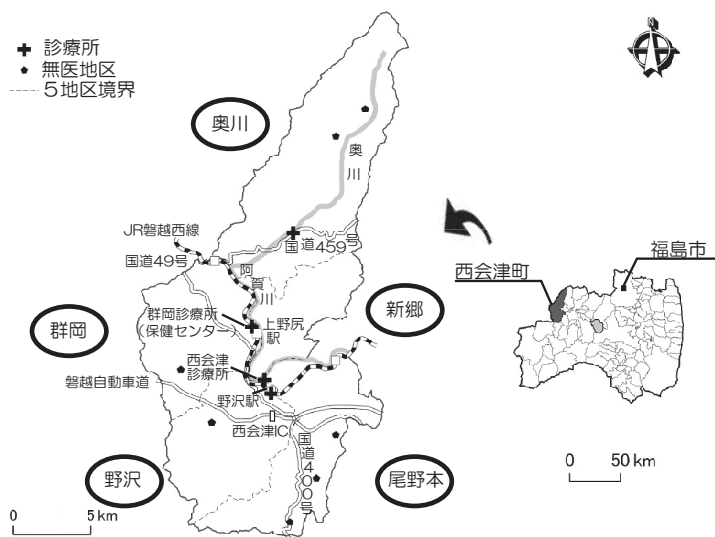 診療所
無医地区
5地区境界
奥川
奥川
JR磐越西線
国道459号
国道49号
阿賀川
群岡診療所
(保健センター)
上野尻
駅
新郷
群岡
西会津
診療所
磐越自動車道
野沢駅
西会津IC
国道400号
野沢
尾野本
0 5km
福島市
西会津町
0 50km